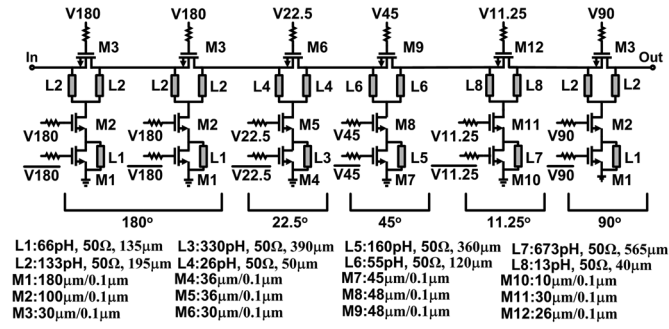 V180 V180 V22.5 V45 V11.25 V90
In M3 M3 M6 M9 M12 M3 Out
L2 L2 L2 L2 L4 L4 L6 L6 L8 L8 L2 L2
V180 M2 V180 M2 V22.5 M5 V45 M8 V11.25 M11 V90 M2
L1 L1 L3 L5 L7 L1
V180 M1 V180 M1 V22.5 M4 V45 M7 V11.25 M10 V90 M1
180º 22.5º 45º 11.25º 90º
L1:66pH, 50Ω, 135μm L3:330pH, 50Ω, 390μm L5:160pH, 50Ω, 360μm L7:673pH, 50Ω, 565μm
L2:133pH, 50Ω, 195μm L4:26pH, 50Ω, 50μm L6:55pH, 50Ω, 120μm L8:13pH, 50Ω, 40μm
M1:180μm/0.1μm M4:36μm/0.1μm M7:45μm/0.1μm M10:10μm/0.1μm
M2:100μm/0.1μm M5:36μm/0.1μm M8:48μm/0.1μm M11:30μm/0.1μm
M3:30μm/0.1μm M6:30μm/0.1μm M9:48μm/0.1μm M12:26μm/0.1μm